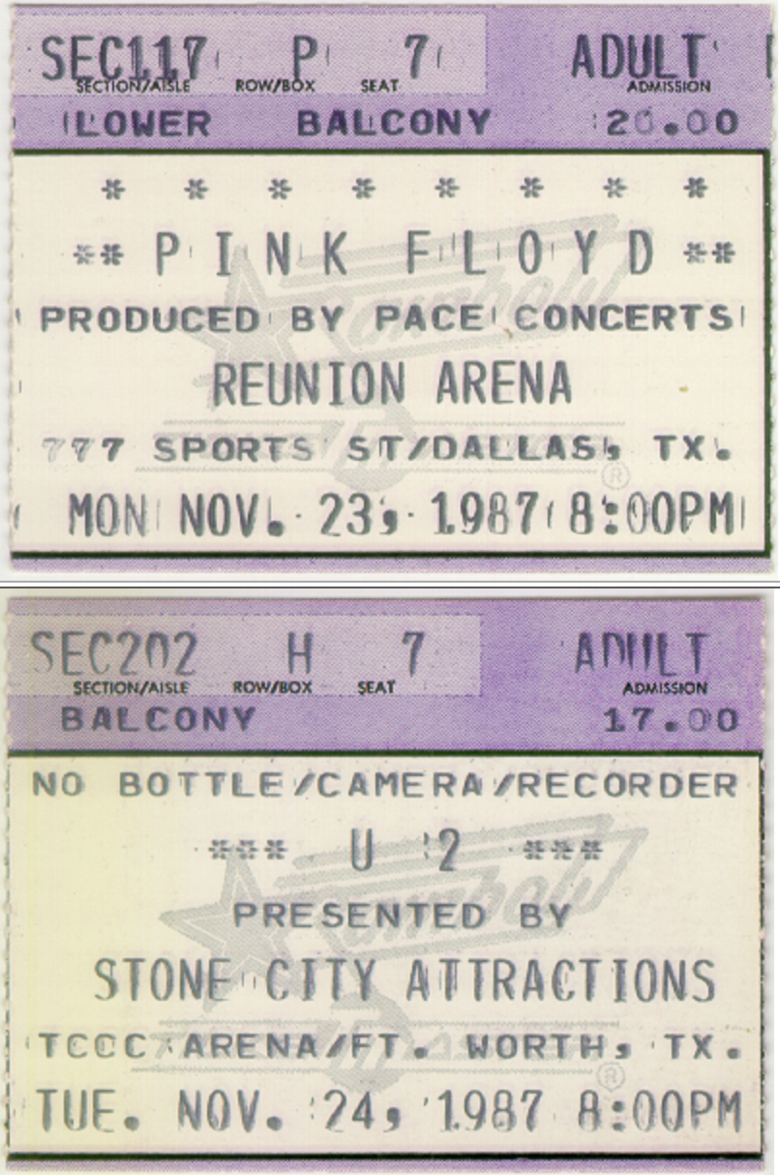 SEC117 P 7 ADULT
SECTION/AISLE ROW/BOX SEAT ADMISSION
LOWER BALCONY 20.00
* * * * * * * *
** PINK FLOYD **
PRODUCED BY PACE CONCERTS
REUNION ARENA
777 SPORTS ST/DALLAS, TX.
MON NOV. 23, 1987 8:00PM
SEC202 H 7 ADULT
SECTION/AISLE ROW/BOX SEAT ADMISSION
BALCONY 17.00
NO BOTTLE/CAMERA/RECORDER
*** U 2 ***
PRESENTED BY
STONE CITY ATTRACTIONS
TCCC ARENA/FT. WORTH, TX.
TUE. NOV. 24, 1987 8:00PM